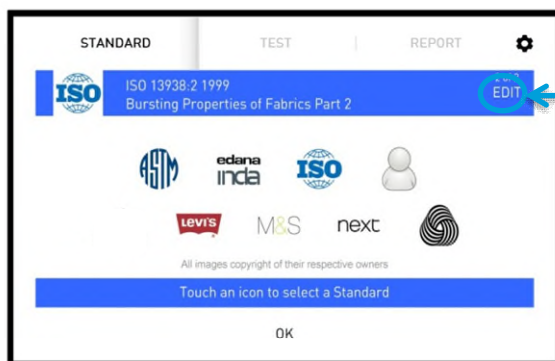 STANDARD TEST REPORT
ISO ISO 13938:2 1999
Bursting Properties of Fabrics Part 2 EDIT
ASTM edana inda ISO
LEVI'S M&S next
All images copyright of their respective owners
Touch an icon to select a Standard
OK